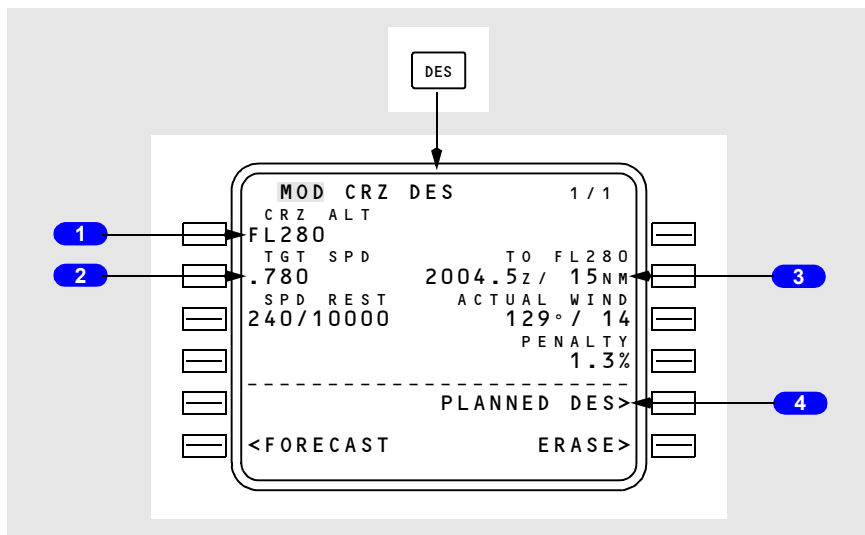 DES
MOD CRZ DES 1/1
CRZ ALT
1 FL280
TGT SPD TO FL280
2 .780 2004.5z/ 15NM 3
SPD REST ACTUAL WIND
240/10000 129°/ 14
PENALTY
1.3%
PLANNED DES> 4
<FORECAST ERASE>